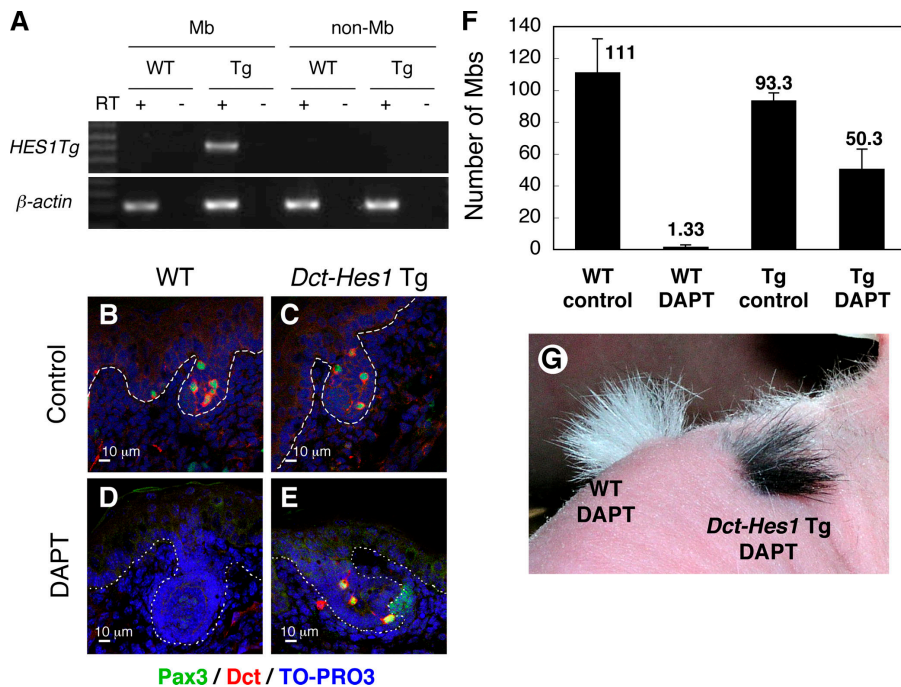 A
Mb
non-Mb
WT
Tg
WT
Tg
RT
+
-
+
-
+
-
+
-
HES1Tg
β-actin
WT
Dct-Hes1 Tg
Control
DAPT
B
10 μm
C
10 μm
D
10 μm
E
10 μm
Pax3 / Dct / TO-PRO3
F
Number of Mbs
140
120
100
80
60
40
20
0
111
1.33
93.3
50.3
WT
control
WT
DAPT
Tg
control
Tg
DAPT
G
WT
DAPT
Dct-Hes1 Tg
DAPT